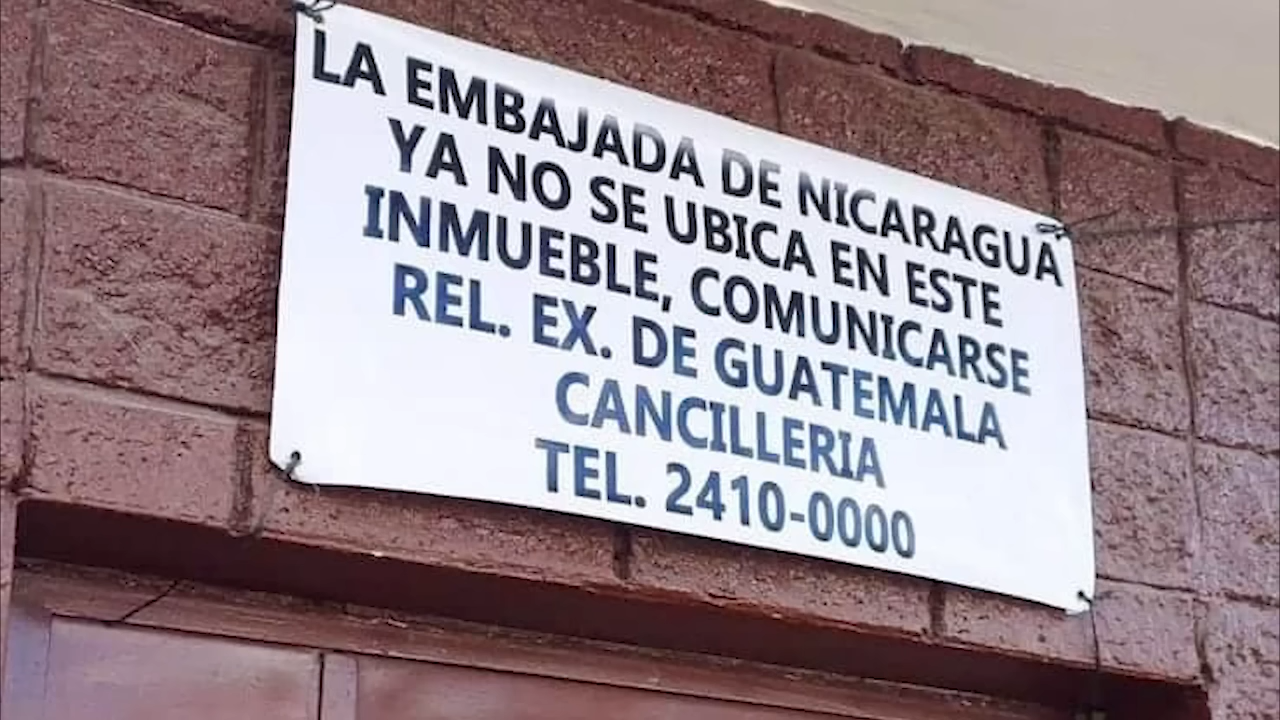 LA EMBAJADA DE NICARAGUA
YA NO SE UBICA EN ESTE
INMUEBLE, COMUNICARSE
REL. EX. DE GUATEMALA
CANCILLERIA
TEL. 2410-0000